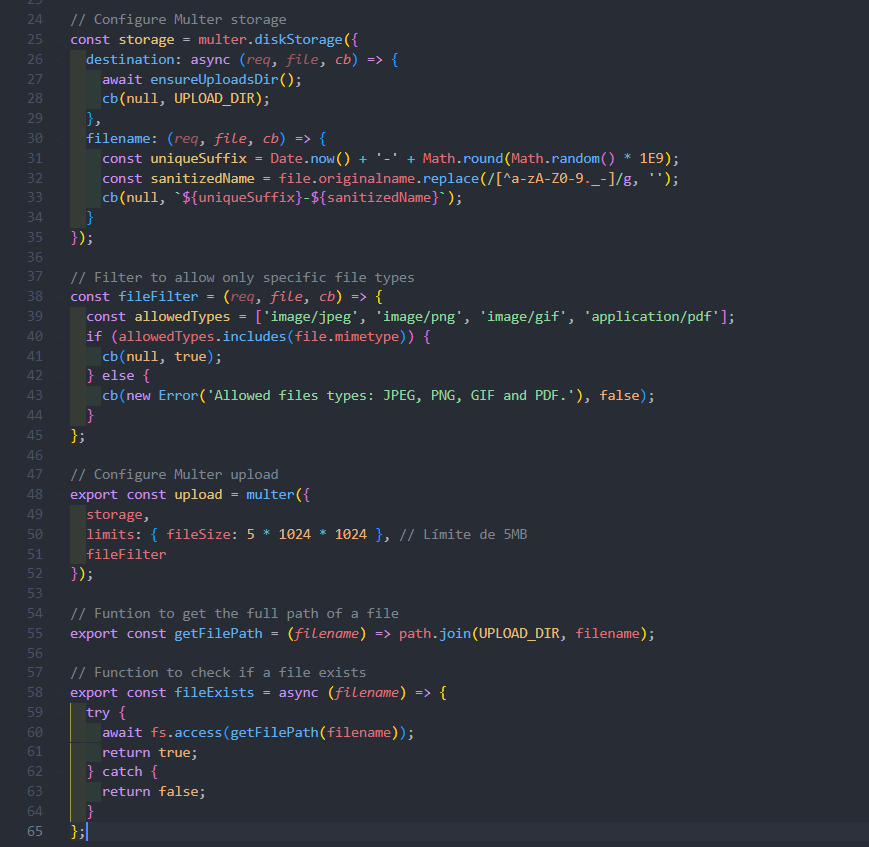 24 // Configure Multer storage
25 const storage = multer.diskStorage({
26   destination: async (req, file, cb) => {
27     await ensureUploadsDir();
28     cb(null, UPLOAD_DIR);
29   },
30   filename: (req, file, cb) => {
31     const uniqueSuffix = Date.now() + '-' + Math.round(Math.random() * 1E9);
32     const sanitizedName = file.originalname.replace(/[^a-zA-Z0-9._-]/g, '');
33     cb(null, `${uniqueSuffix}-${sanitizedName}`);
34   }
35 });
36
37 // Filter to allow only specific file types
38 const fileFilter = (req, file, cb) => {
39   const allowedTypes = ['image/jpeg', 'image/png', 'image/gif', 'application/pdf'];
40   if (allowedTypes.includes(file.mimetype)) {
41     cb(null, true);
42   } else {
43     cb(new Error('Allowed files types: JPEG, PNG, GIF and PDF.'), false);
44   }
45 };
46
47 // Configure Multer upload
48 export const upload = multer({
49   storage,
50   limits: { fileSize: 5 * 1024 * 1024 }, // Límite de 5MB
51   fileFilter
52 });
53
54 // Funtion to get the full path of a file
55 export const getFilePath = (filename) => path.join(UPLOAD_DIR, filename);
56
57 // Function to check if a file exists
58 export const fileExists = async (filename) => {
59   try {
60     await fs.access(getFilePath(filename));
61     return true;
62   } catch {
63     return false;
64   }
65 };